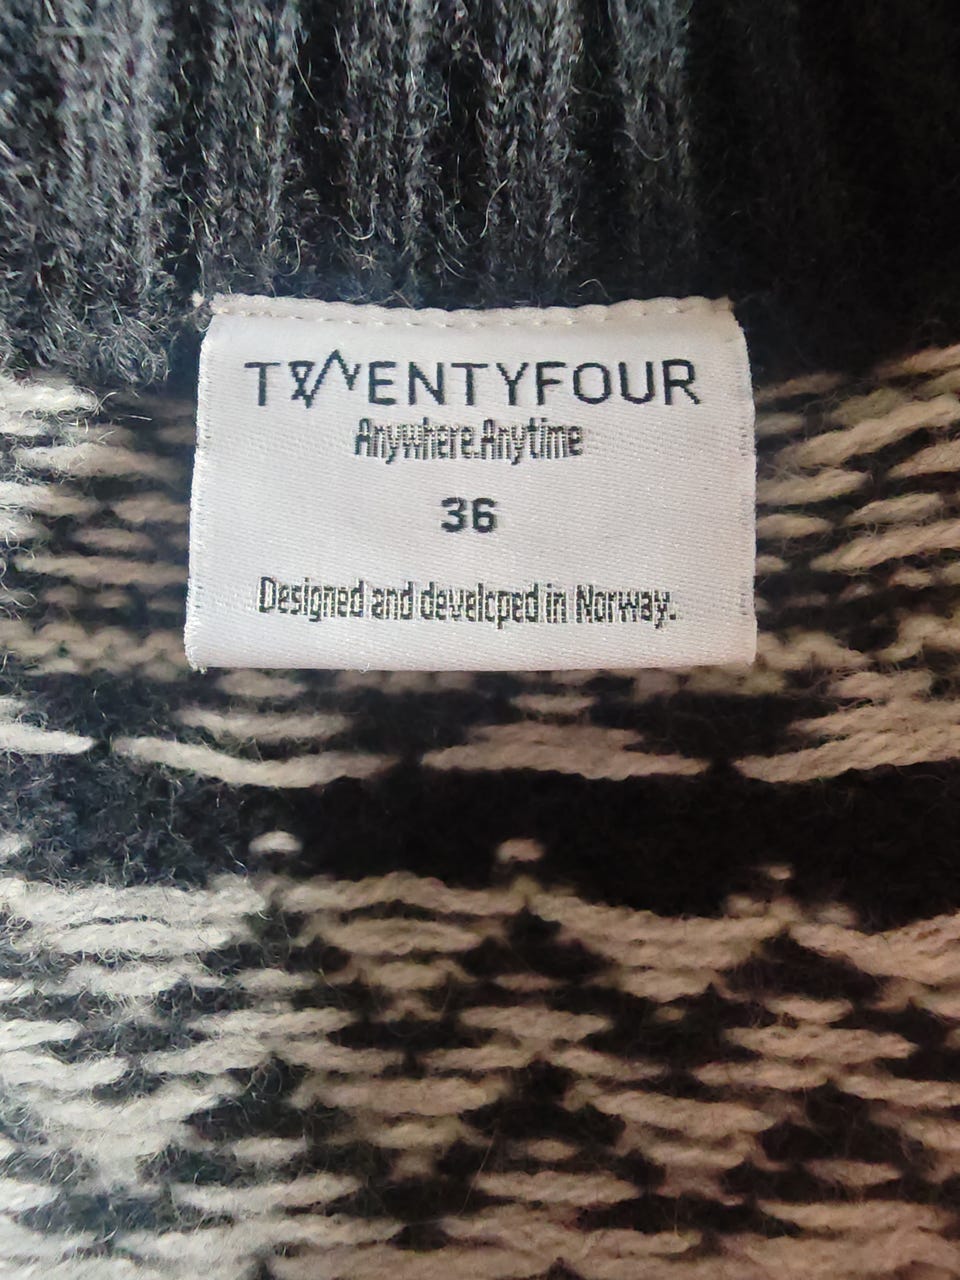 TWENTYFOUR
Anywhere.Anytime
36
Designed and developed in Norway.